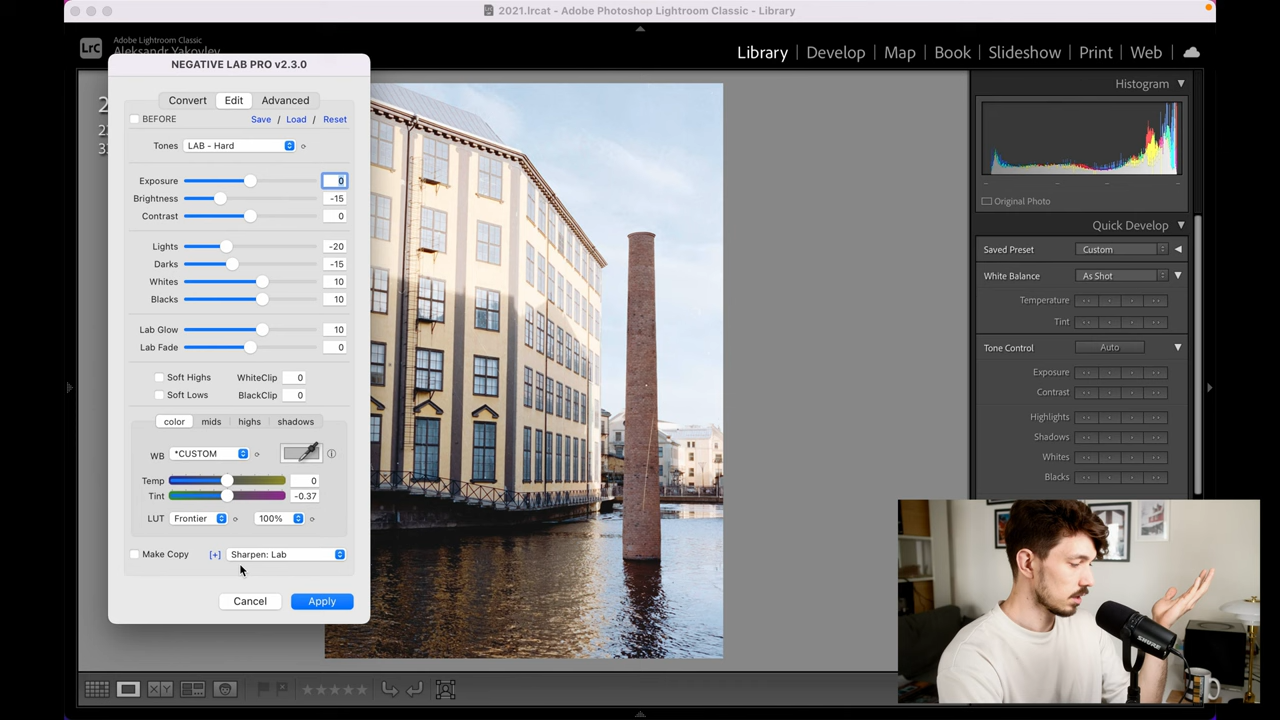 2021.lrcat - Adobe Photoshop Lightroom Classic - Library
LrC
Adobe Lightroom Classic
Aleksandr Yakovlev
Library | Develop | Map | Book | Slideshow | Print | Web
NEGATIVE LAB PRO v2.3.0
Convert Edit Advanced
BEFORE Save / Load / Reset
Tones LAB - Hard
Exposure 0
Brightness -15
Contrast 0
Lights -20
Darks -15
Whites 10
Blacks 10
Lab Glow 10
Lab Fade 0
Soft Highs WhiteClip 0
Soft Lows BlackClip 0
color mids highs shadows
WB *CUSTOM
Temp 0
Tint -0.37
LUT Frontier 100%
Make Copy [+] Sharpen: Lab
Cancel Apply
Histogram
Original Photo
Quick Develop
Saved Preset Custom
White Balance As Shot
Temperature
Tint
Tone Control Auto
Exposure
Contrast
Highlights
Shadows
Whites
Blacks
XY
SHURE